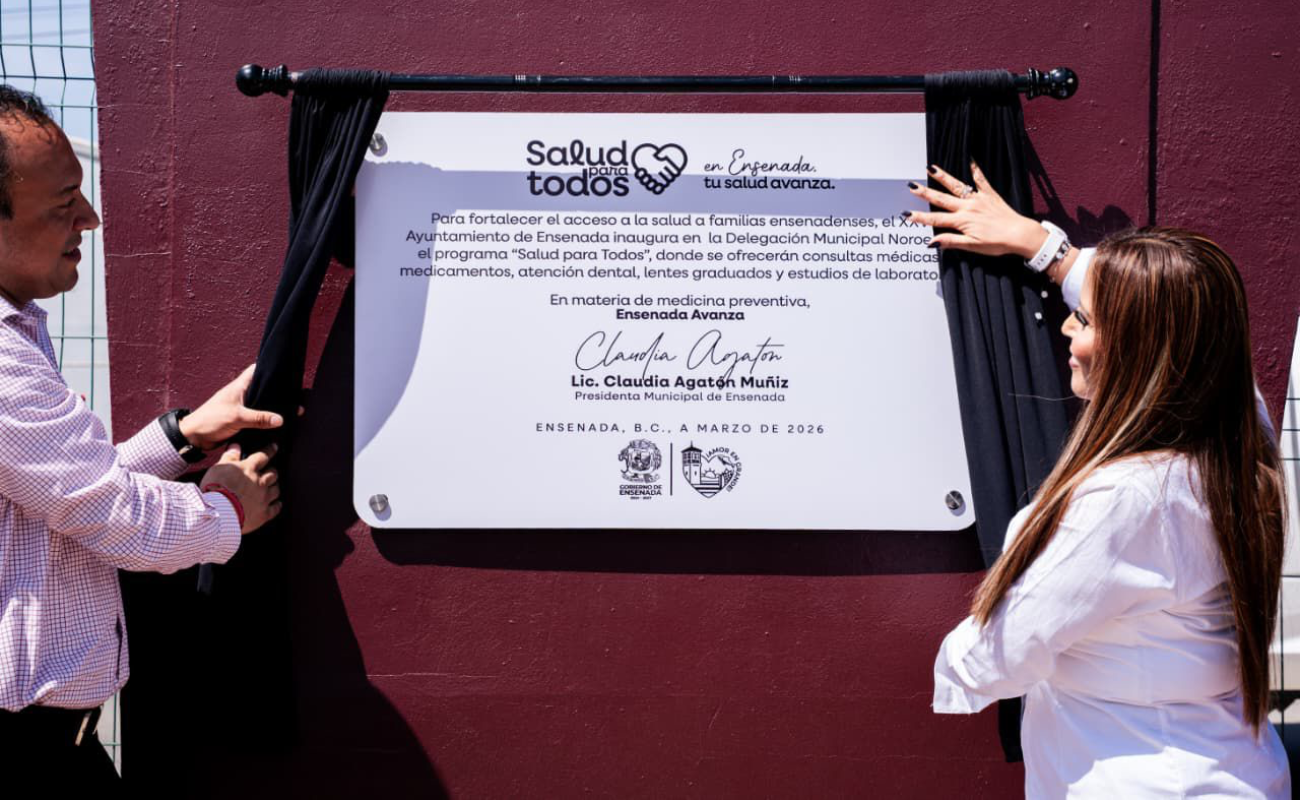 Salud
para
todos
en Ensenada,
tu salud avanza.
Para fortalecer el acceso a la salud a familias ensenadenses, el
Ayuntamiento de Ensenada inaugura en la Delegación Municipal
el programa “Salud para Todos”, donde se ofrecerán consultas médicas
medicamentos, atención dental, lentes graduados y estudios de
En materia de medicina preventiva,
Ensenada Avanza
Claudia Agatón
Lic. Claudia Agatón Muñiz
Presidenta Municipal de Ensenada
ENSENADA, B.C., A MARZO DE 2026
GOBIERNO DE
ENSENADA
¡AMOR EN GRANDE!